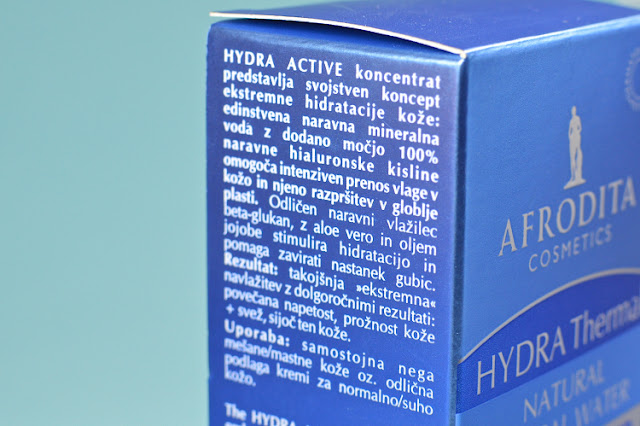 HYDRA ACTIVE koncentrat
predstavlja svojstven koncept
ekstremne hidratacije kože:
edinstvena naravna mineralna
voda z dodano močjo 100%
naravne hialuronske kisline
omogoča intenziven prenos vlage v
kožo in njeno razpršitev v globlje
plasti. Odličen naravni vlažilec
beta-glukan, z aloe vero in oljem
jojobe stimulira hidratacijo in
pomaga zavirati nastanek gubic.
Rezultat: takojšnja »ekstremna«
navlažitev z dolgoročnimi rezultati:
povečana napetost, prožnost kože
+ svež, sijoč ten kože.
Uporaba: samostojna nega
mešane/mastne kože oz. odlična
podlaga kremi za normalno/suho
kožo.
The HYDRA
AFRODITA
COSMETICS
HYDRA Therma
NATURAL
WATER